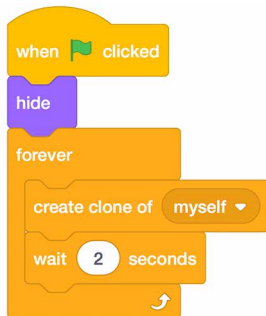 when clicked
hide
forever
create clone of myself
wait 2 seconds